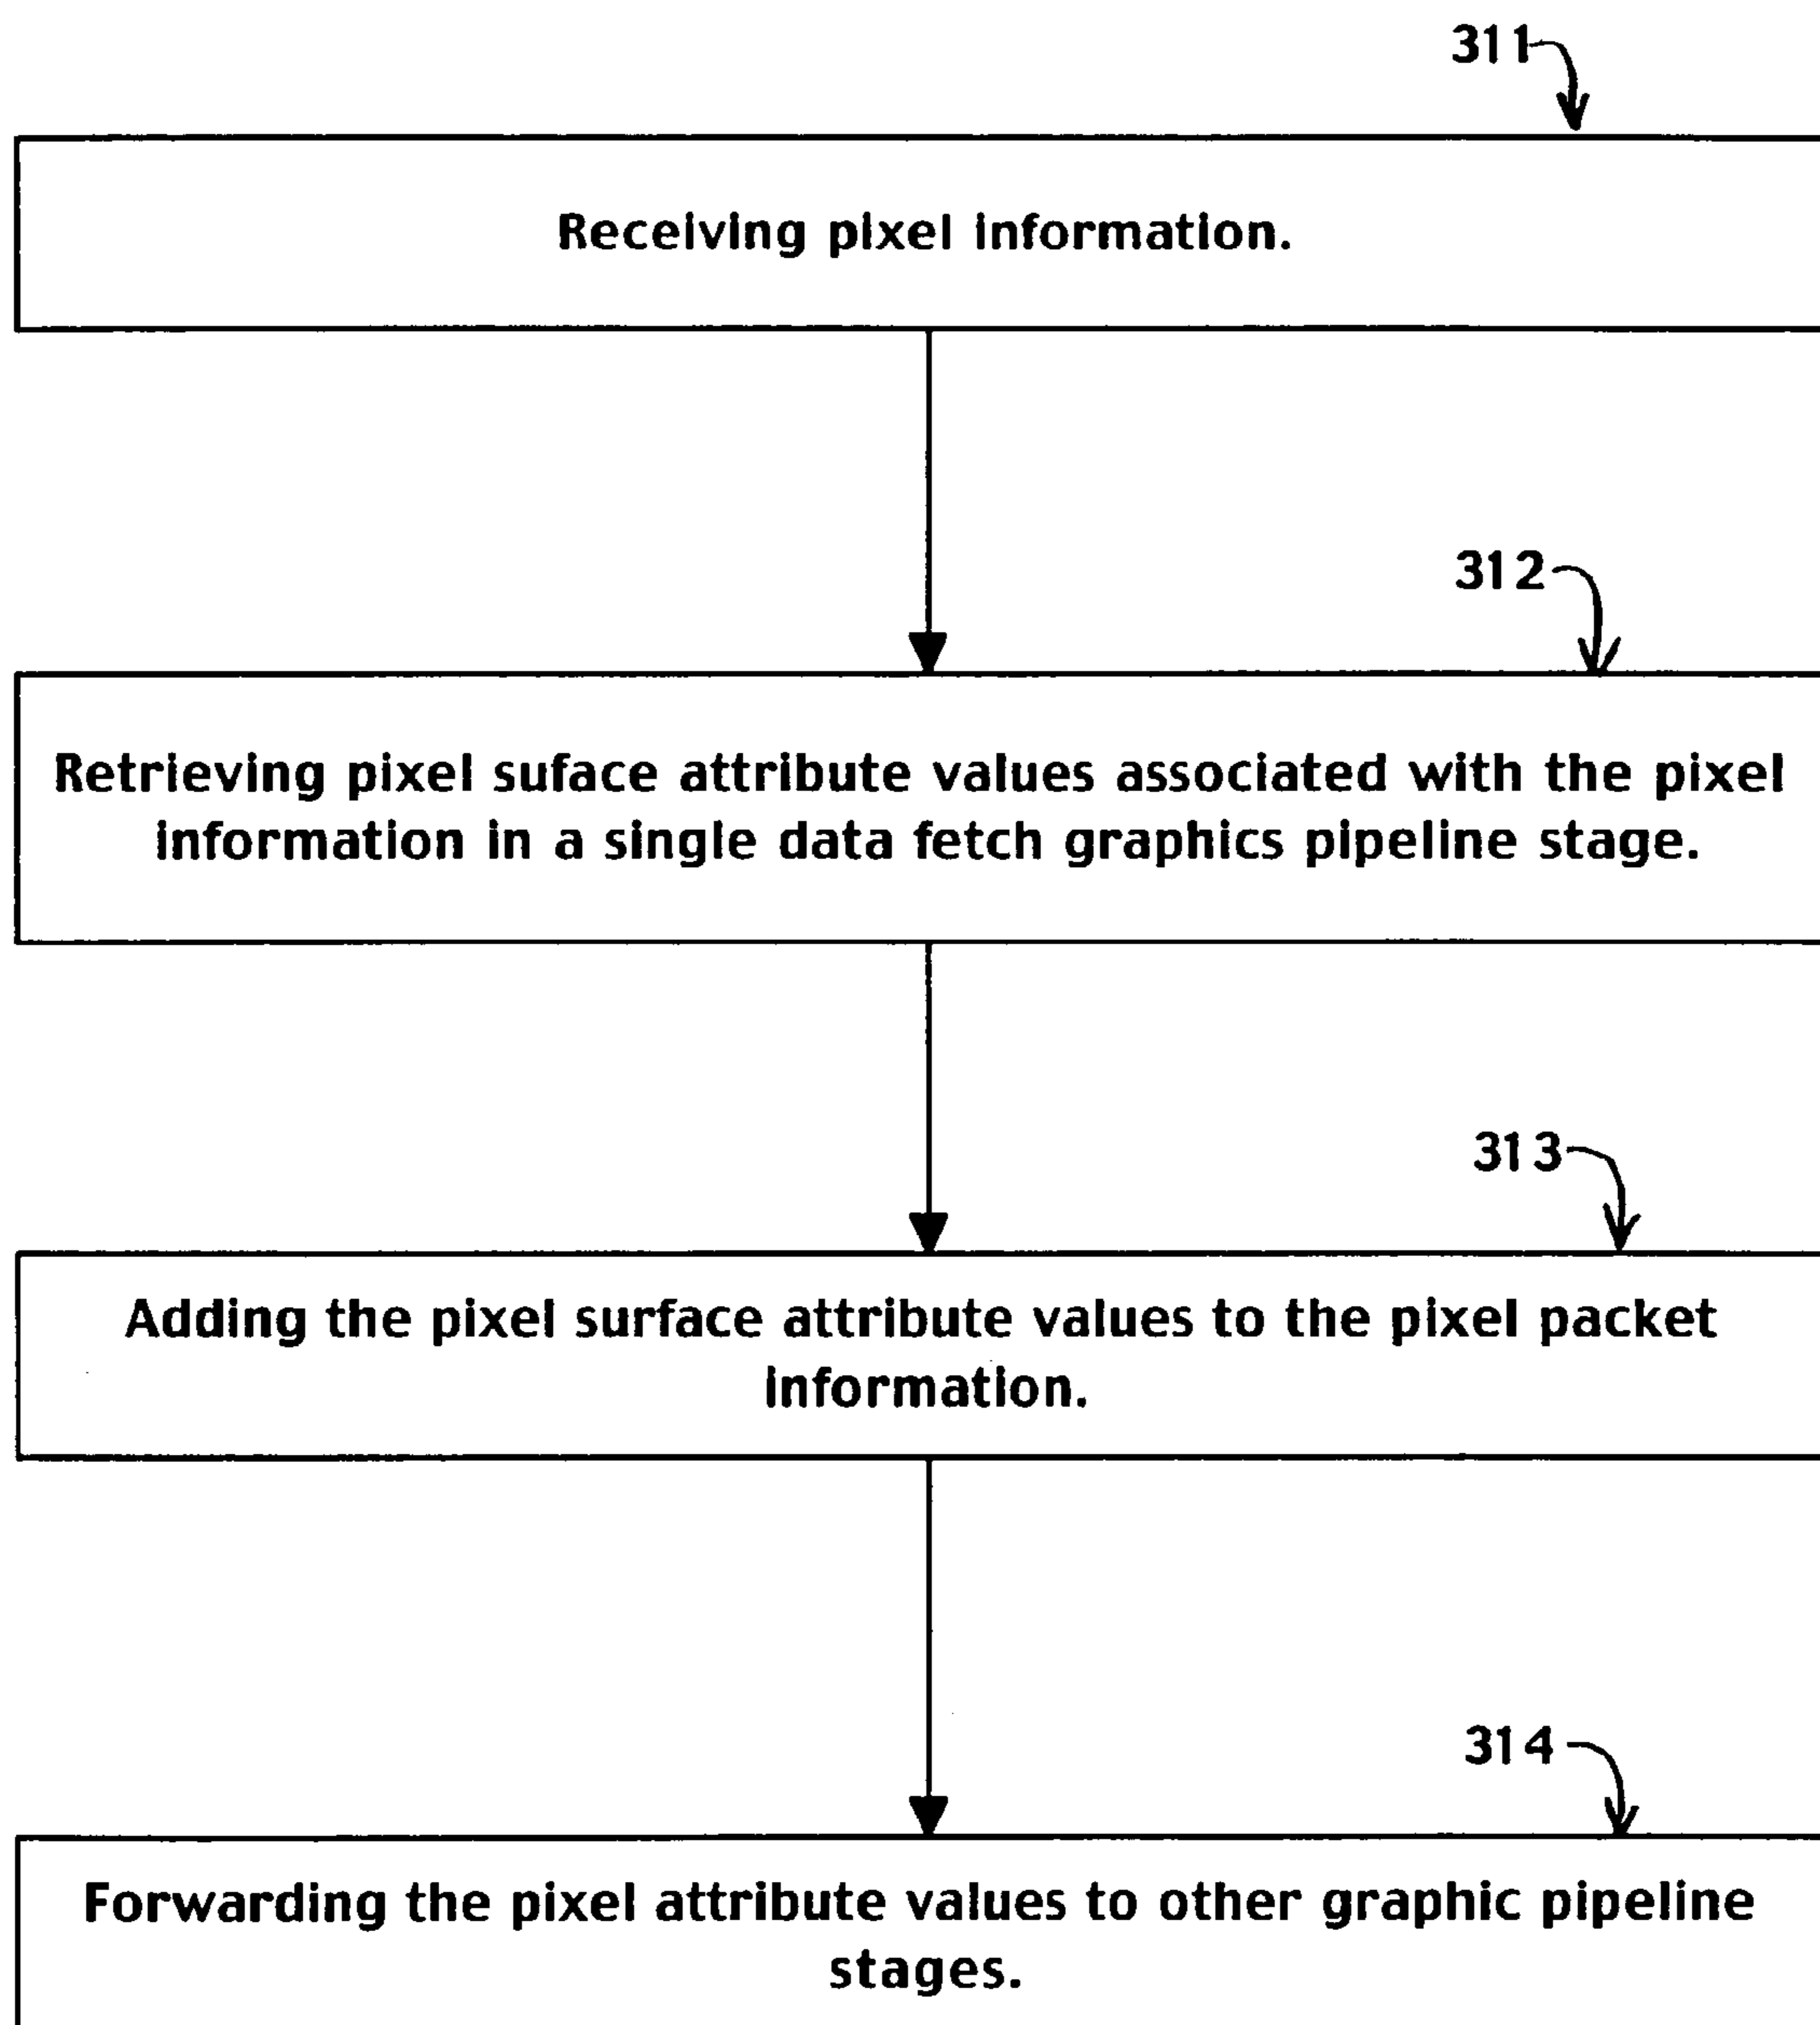 311
Receiving pixel information.
312
Retrieving pixel suface attribute values associated with the pixel
information in a single data fetch graphics pipeline stage.
313
Adding the pixel surface attribute values to the pixel packet
information.
314
Forwarding the pixel attribute values to other graphic pipeline
stages.